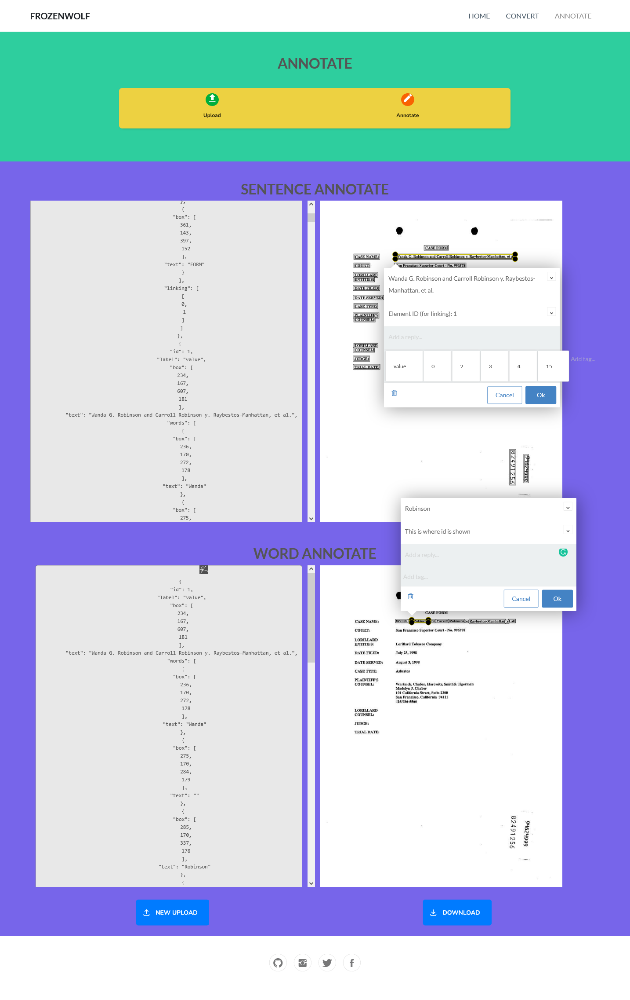 FROZENWOLF
HOME CONVERT ANNOTATE
ANNOTATE
Upload Annotate
SENTENCE ANNOTATE
},
{
"box": [
361,
143,
397,
152
],
"text": "FORM"
}
],
"linking": [
[
0,
1
]
]
},
{
"id": 1,
"label": "value",
"box": [
234,
167,
607,
181
],
"text": "Wanda G. Robinson and Carroll Robinson y. Raybestos-Manhattan, et al.",
"words": [
{
"box": [
236,
170,
272,
178
],
"text": "Wanda"
},
{
"box": [
275,
CASE FORM
CASE NAME: Wanda G. Robinson and Carroll Robinson v. Raybestos-Manhattan, et a
COURT: San Francisco Superior Court - No. 996378
LORILLARD
ENTITIES:
DATE FILED:
DATE SERVED:
CASE TYPE:
PLAINTIFF'S
COUNSEL:
LORILLARD
COUNSEL:
JUDGE:
TRIAL DATE:
Wanda G. Robinson and Carroll Robinson y. Raybestos-
Manhattan, et al.
Element ID (for linking): 1
Add a reply...
value 0 2 3 4 15 Add tag...
Cancel Ok
82491256
Robinson
This is where id is shown
Add a reply...
Add tag...
Cancel Ok
WORD ANNOTATE
{
"id": 1,
"label": "value",
"box": [
234,
167,
607,
181
],
"text": "Wanda G. Robinson and Carroll Robinson y. Raybestos-Manhattan, et al.",
"words": [
{
"box": [
236,
170,
272,
178
],
"text": "Wanda"
},
{
"box": [
275,
170,
284,
179
],
"text": ""
},
{
"box": [
285,
170,
337,
178
],
"text": "Robinson"
},
{
CASE FORM
CASE NAME: Wanda Robinson and Carroll Robinson Raybestos-Manhattan
COURT: San Francisco Superior Court - No. 996378
LORILLARD
ENTITIES: Lorillard Tobacco Company
DATE FILED: July 23, 1998
DATE SERVED: August 3, 1998
CASE TYPE: Asbestos
PLAINTIFF'S
COUNSEL: Wartnick, Chaber, Harowitz, Smith& Tigerman
Madelyn J. Chaber
101 California Street, Suite 2200
San Francisco, California 94111
415/986-5566
LORILLARD
COUNSEL:
JUDGE:
TRIAL DATE:
82491256
94624999
NEW UPLOAD DOWNLOAD